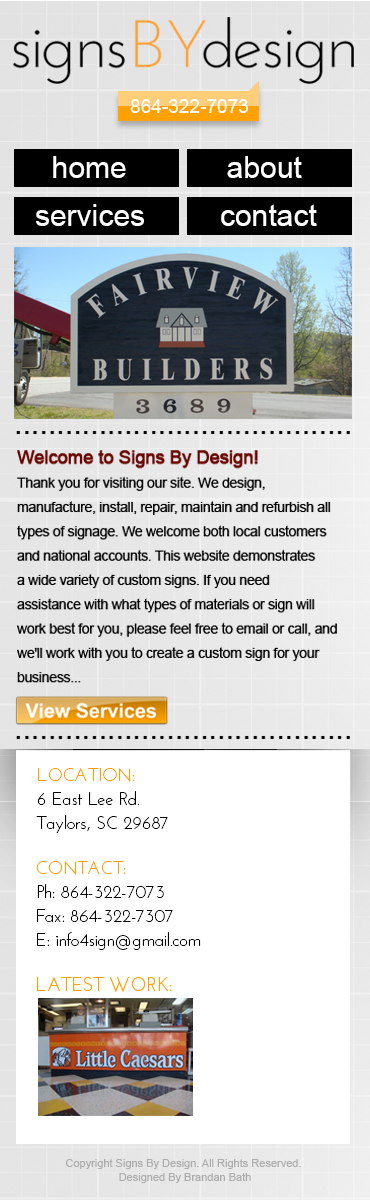 signsBYdesign
864-322-7073
home about
services contact
FAIRVIEW
BUILDERS
3689
Welcome to Signs By Design!
Thank you for visiting our site. We design,
manufacture, install, repair, maintain and refurbish all
types of signage. We welcome both local customers
and national accounts. This website demonstrates
a wide variety of custom signs. If you need
assistance with what types of materials or sign will
work best for you, please feel free to email or call, and
we'll work with you to create a custom sign for your
business...
View Services
LOCATION:
6 East Lee Rd.
Taylors, SC 29687
CONTACT:
Ph: 864-322-7073
Fax: 864-322-7307
E: info4sign@gmail.com
LATEST WORK:
Little Caesars
Copyright Signs By Design. All Rights Reserved.
Designed By Brandan Bath